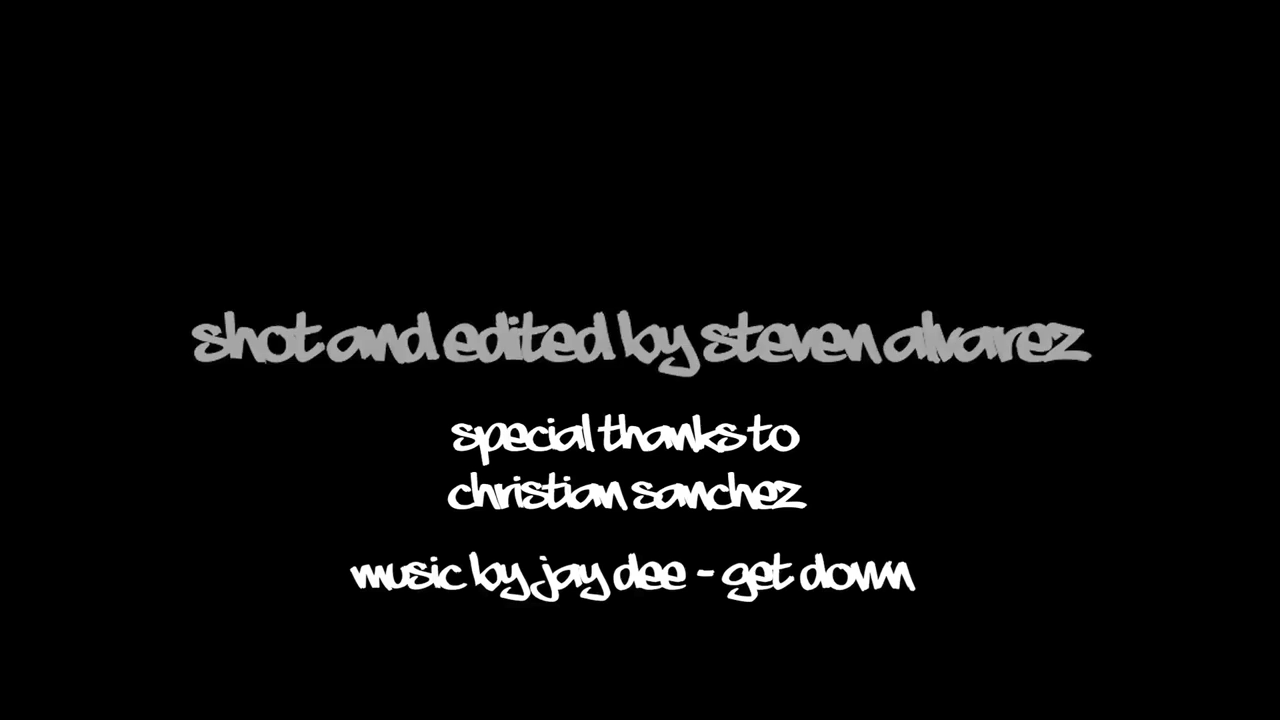 shot and edited by steven alvarez
special thanks to
christian sanchez
music by jay dee - get down